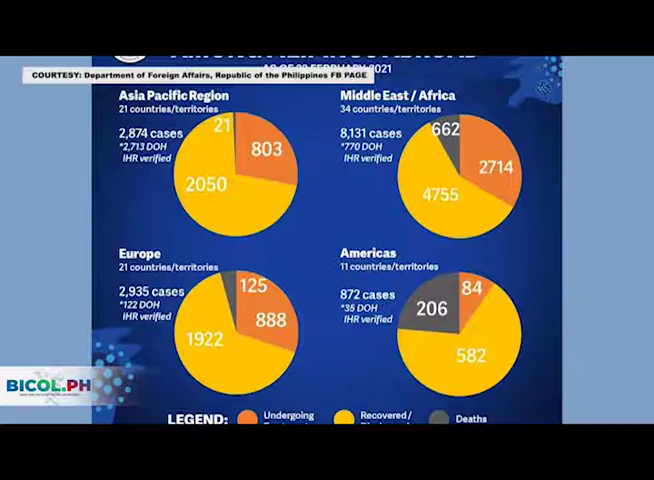 COURTESY: Department of Foreign Affairs, Republic of the Philippines FB PAGE
Asia Pacific Region
21 countries/territories
2,874 cases
*2,713 DOH
IHR verified
21
803
2050
Middle East / Africa
34 countries/territories
8,131 cases
*770 DOH
IHR verified
662
2714
4755
Europe
21 countries/territories
2,935 cases
*122 DOH
IHR verified
125
888
1922
Americas
11 countries/territories
872 cases
*35 DOH
IHR verified
84
206
582
BICOL.PH
LEGEND:
Undergoing
Recovered/
Deaths